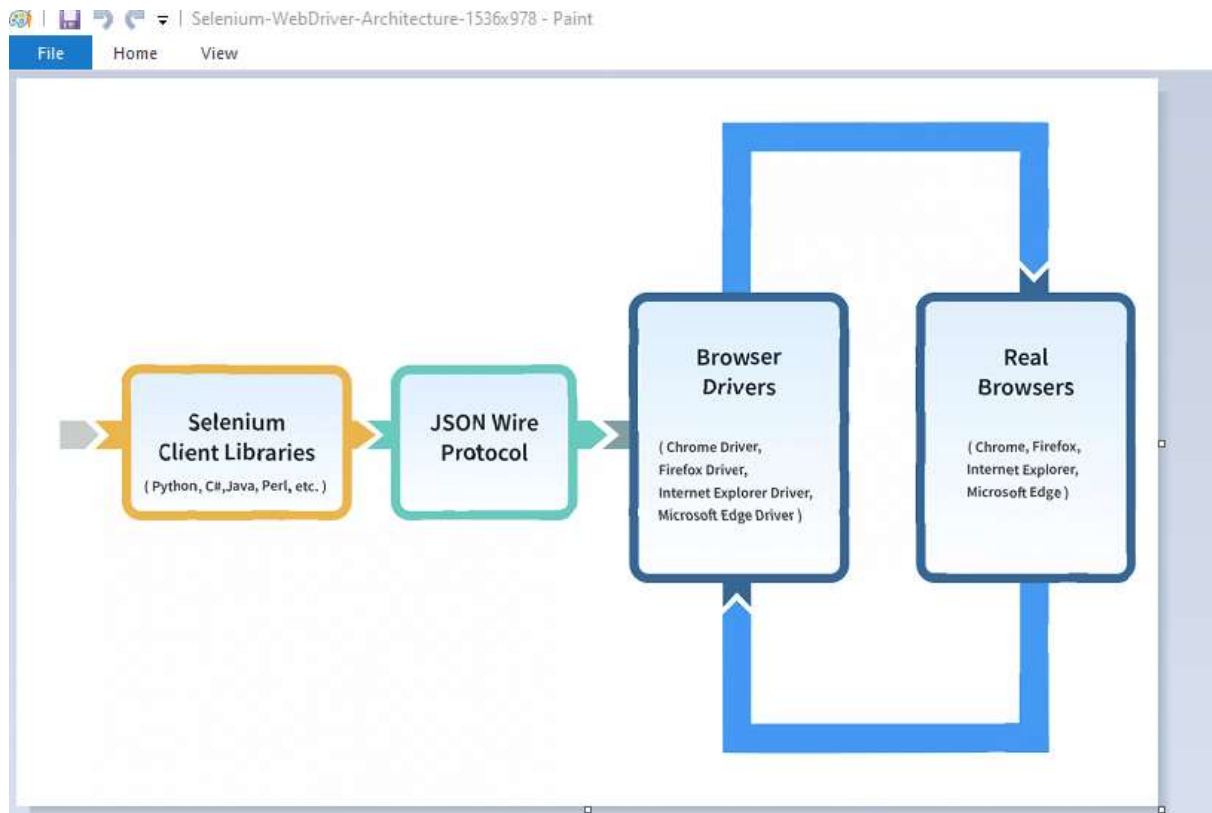 Selenium-WebDriver-Architecture-1536x978 - Paint
File Home View
Selenium
Client Libraries
( Python, C#,Java, Perl, etc. )
JSON Wire
Protocol
Browser
Drivers
( Chrome Driver,
Firefox Driver,
Internet Explorer Driver,
Microsoft Edge Driver )
Real
Browsers
( Chrome, Firefox,
Internet Explorer,
Microsoft Edge )